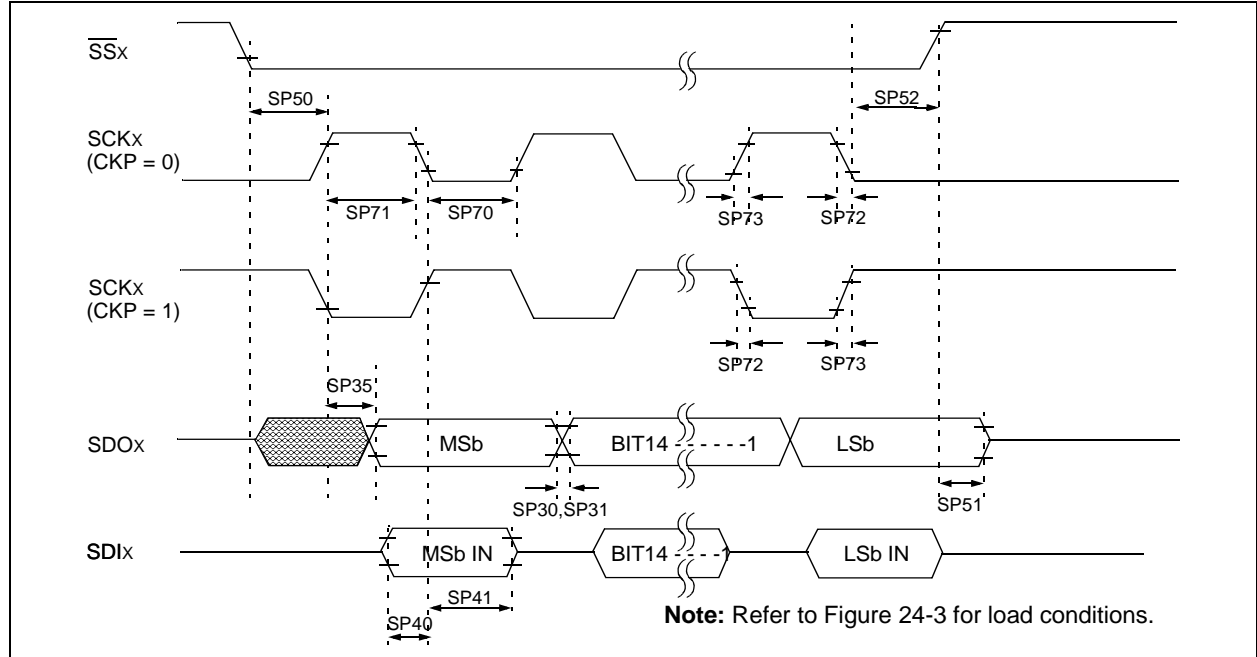 SSX
SP50
SP52
SCKX
(CKP = 0)
SP71
SP70
SP73
SP72
SCKX
(CKP = 1)
SP72
SP73
SP35
SDOX
MSb
BIT14 - - - - - -1
LSb
SP30,SP31
SP51
SDIX
MSb IN
BIT14 - - - - -1
LSb IN
SP41
SP40
Note: Refer to Figure 24-3 for load conditions.